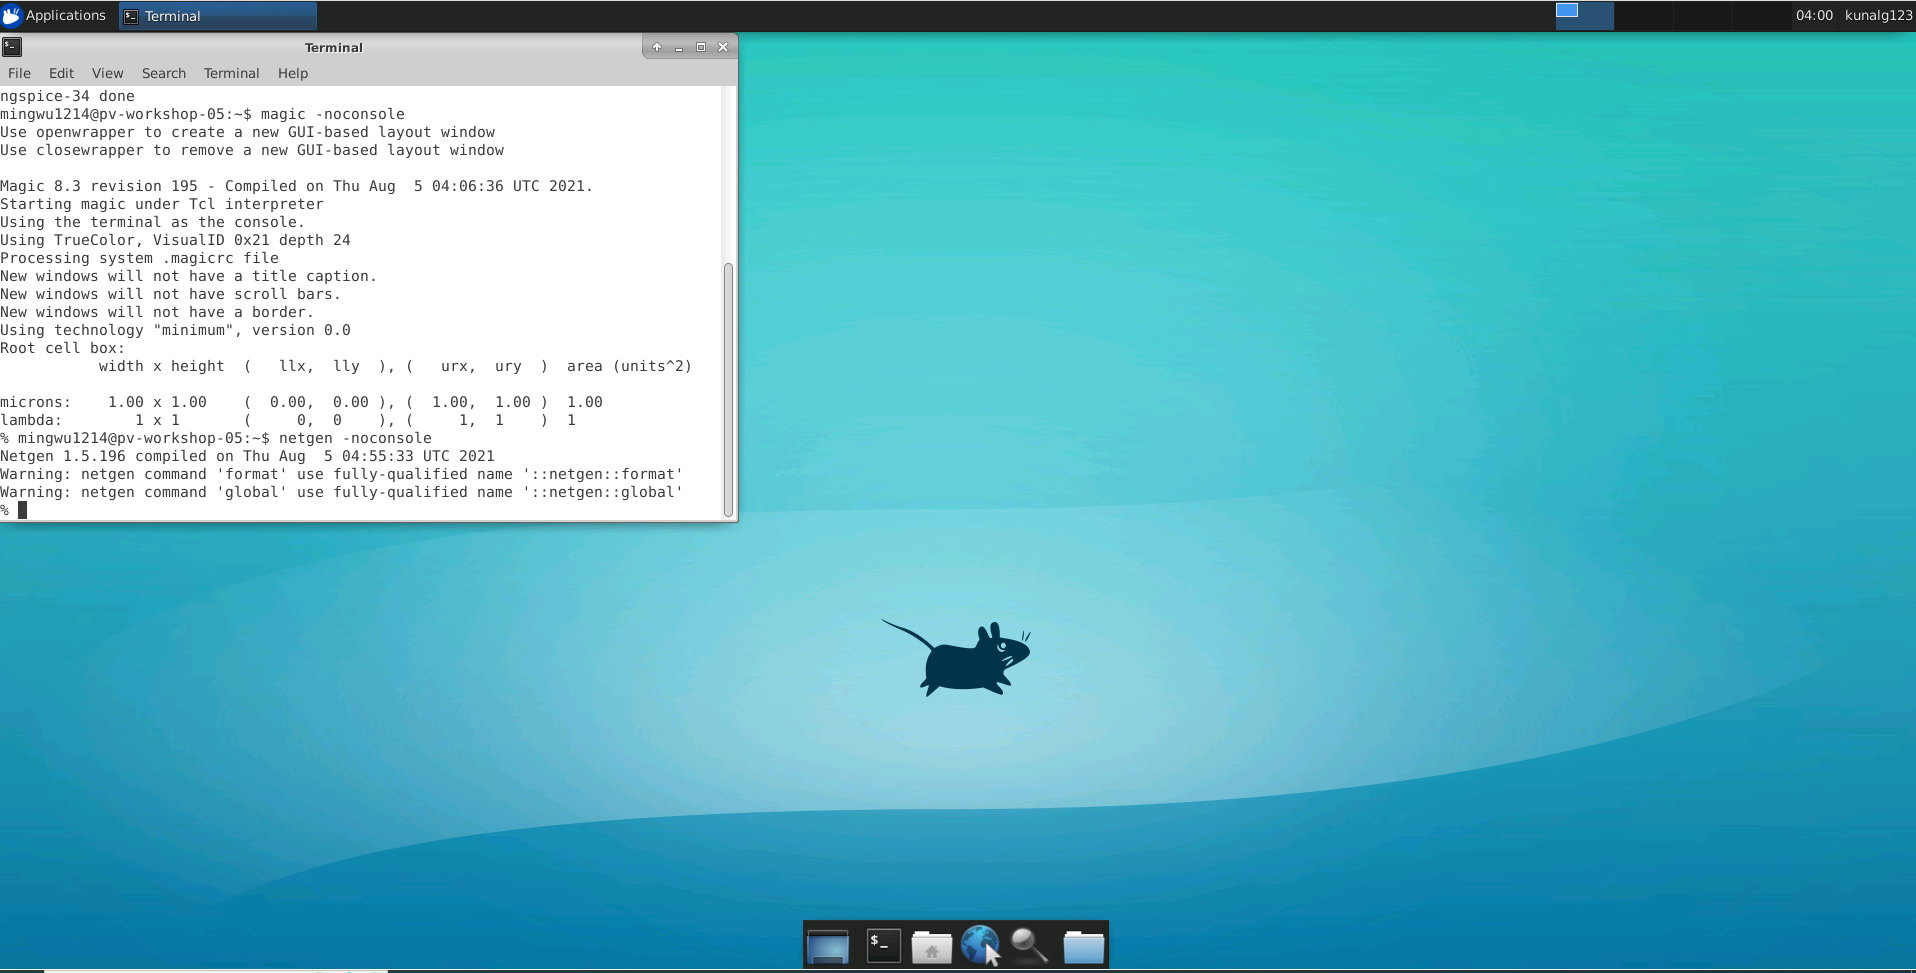 Applications
Terminal
04:00 kunalg123
Terminal
File Edit View Search Terminal Help
ngspice-34 done
mingwu1214@pv-workshop-05:~$ magic -noconsole
Use openwrapper to create a new GUI-based layout window
Use closewrapper to remove a new GUI-based layout window
Magic 8.3 revision 195 - Compiled on Thu Aug  5 04:06:36 UTC 2021.
Starting magic under Tcl interpreter
Using the terminal as the console.
Using TrueColor, VisualID 0x21 depth 24
Processing system .magicrc file
New windows will not have a title caption.
New windows will not have scroll bars.
New windows will not have a border.
Using technology "minimum", version 0.0
Root cell box:
           width x height  (   llx,  lly  ), (   urx,  ury  )  area (units^2)
microns:    1.00 x 1.00    (  0.00,  0.00 ), (  1.00,  1.00 )  1.00
lambda:        1 x 1       (     0,  0    ), (     1,  1    )  1
% mingwu1214@pv-workshop-05:~$ netgen -noconsole
Netgen 1.5.196 compiled on Thu Aug  5 04:55:33 UTC 2021
Warning: netgen command 'format' use fully-qualified name '::netgen::format'
Warning: netgen command 'global' use fully-qualified name '::netgen::global'
%
$_